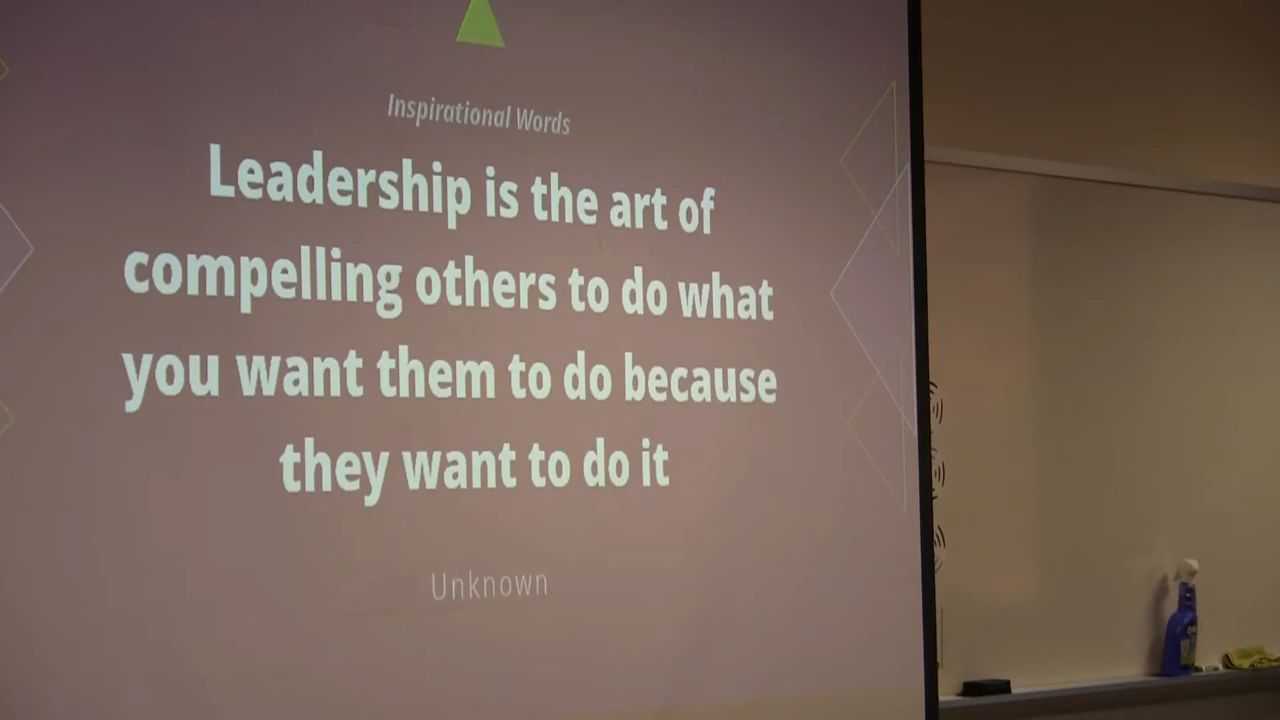 Inspirational Words
Leadership is the art of
compelling others to do what
you want them to do because
they want to do it
Unknown